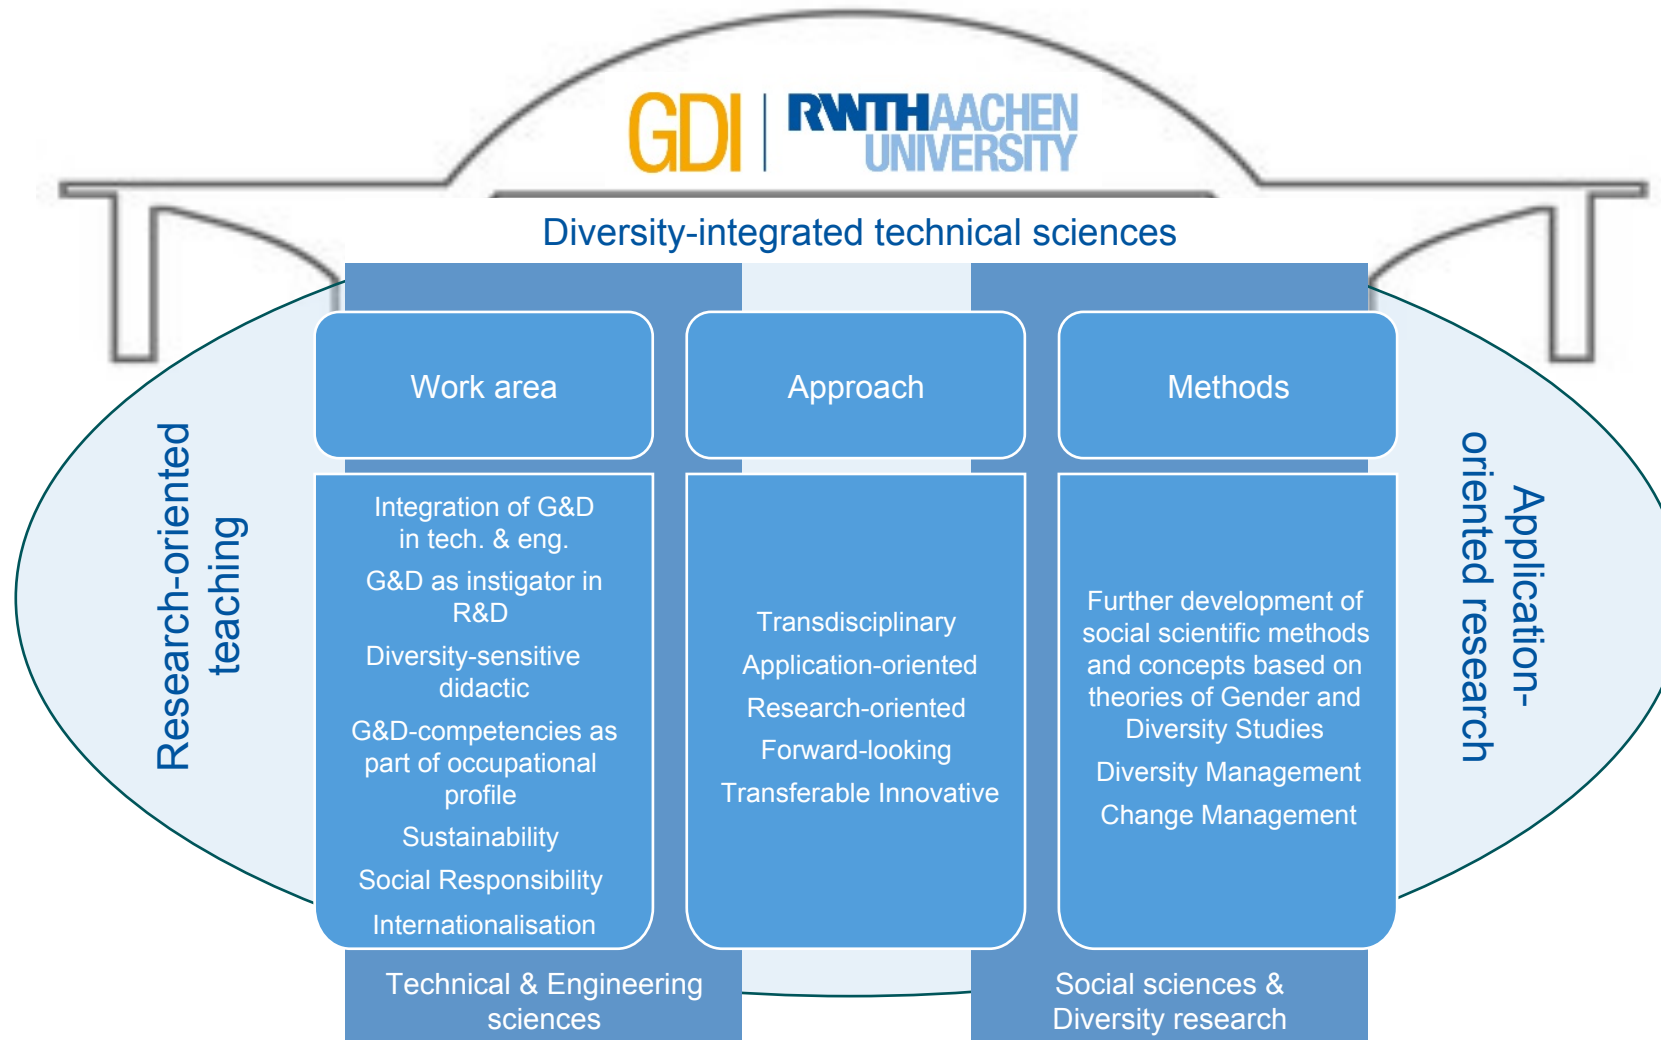 GDI | RWTHAACHEN
UNIVERSITY
Diversity-integrated technical sciences
Research-oriented
teaching
Work area
Integration of G&D
in tech. & eng.
G&D as instigator in
R&D
Diversity-sensitive
didactic
G&D-competencies as
part of occupational
profile
Sustainability
Social Responsibility
Internationalisation
Approach
Transdisciplinary
Application-oriented
Research-oriented
Forward-looking
Transferable Innovative
Methods
Further development of
social scientific methods
and concepts based on
theories of Gender and
Diversity Studies
Diversity Management
Change Management
Application-
oriented research
Technical & Engineering
sciences
Social sciences &
Diversity research